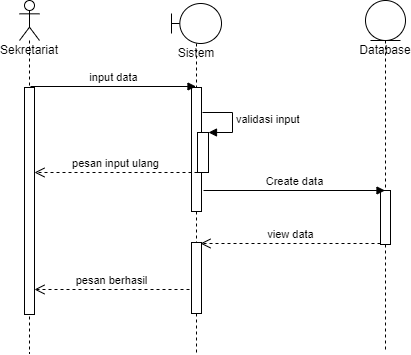 Sekretariat
Sistem
Database
input data
validasi input
pesan input ulang
Create data
view data
pesan berhasil